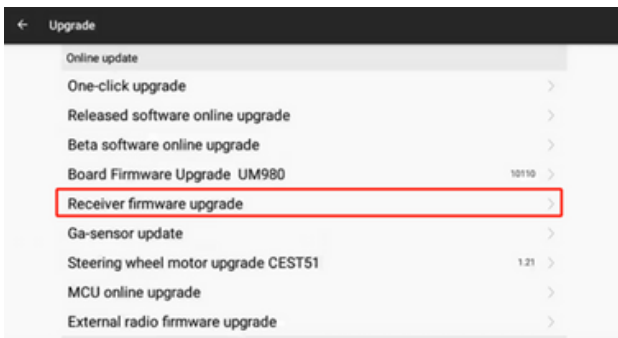 Upgrade
Online update
One-click upgrade
Released software online upgrade
Beta software online upgrade
Board Firmware Upgrade UM980 10110
Receiver firmware upgrade
Ga-sensor update
Steering wheel motor upgrade CEST51 1.21
MCU online upgrade
External radio firmware upgrade